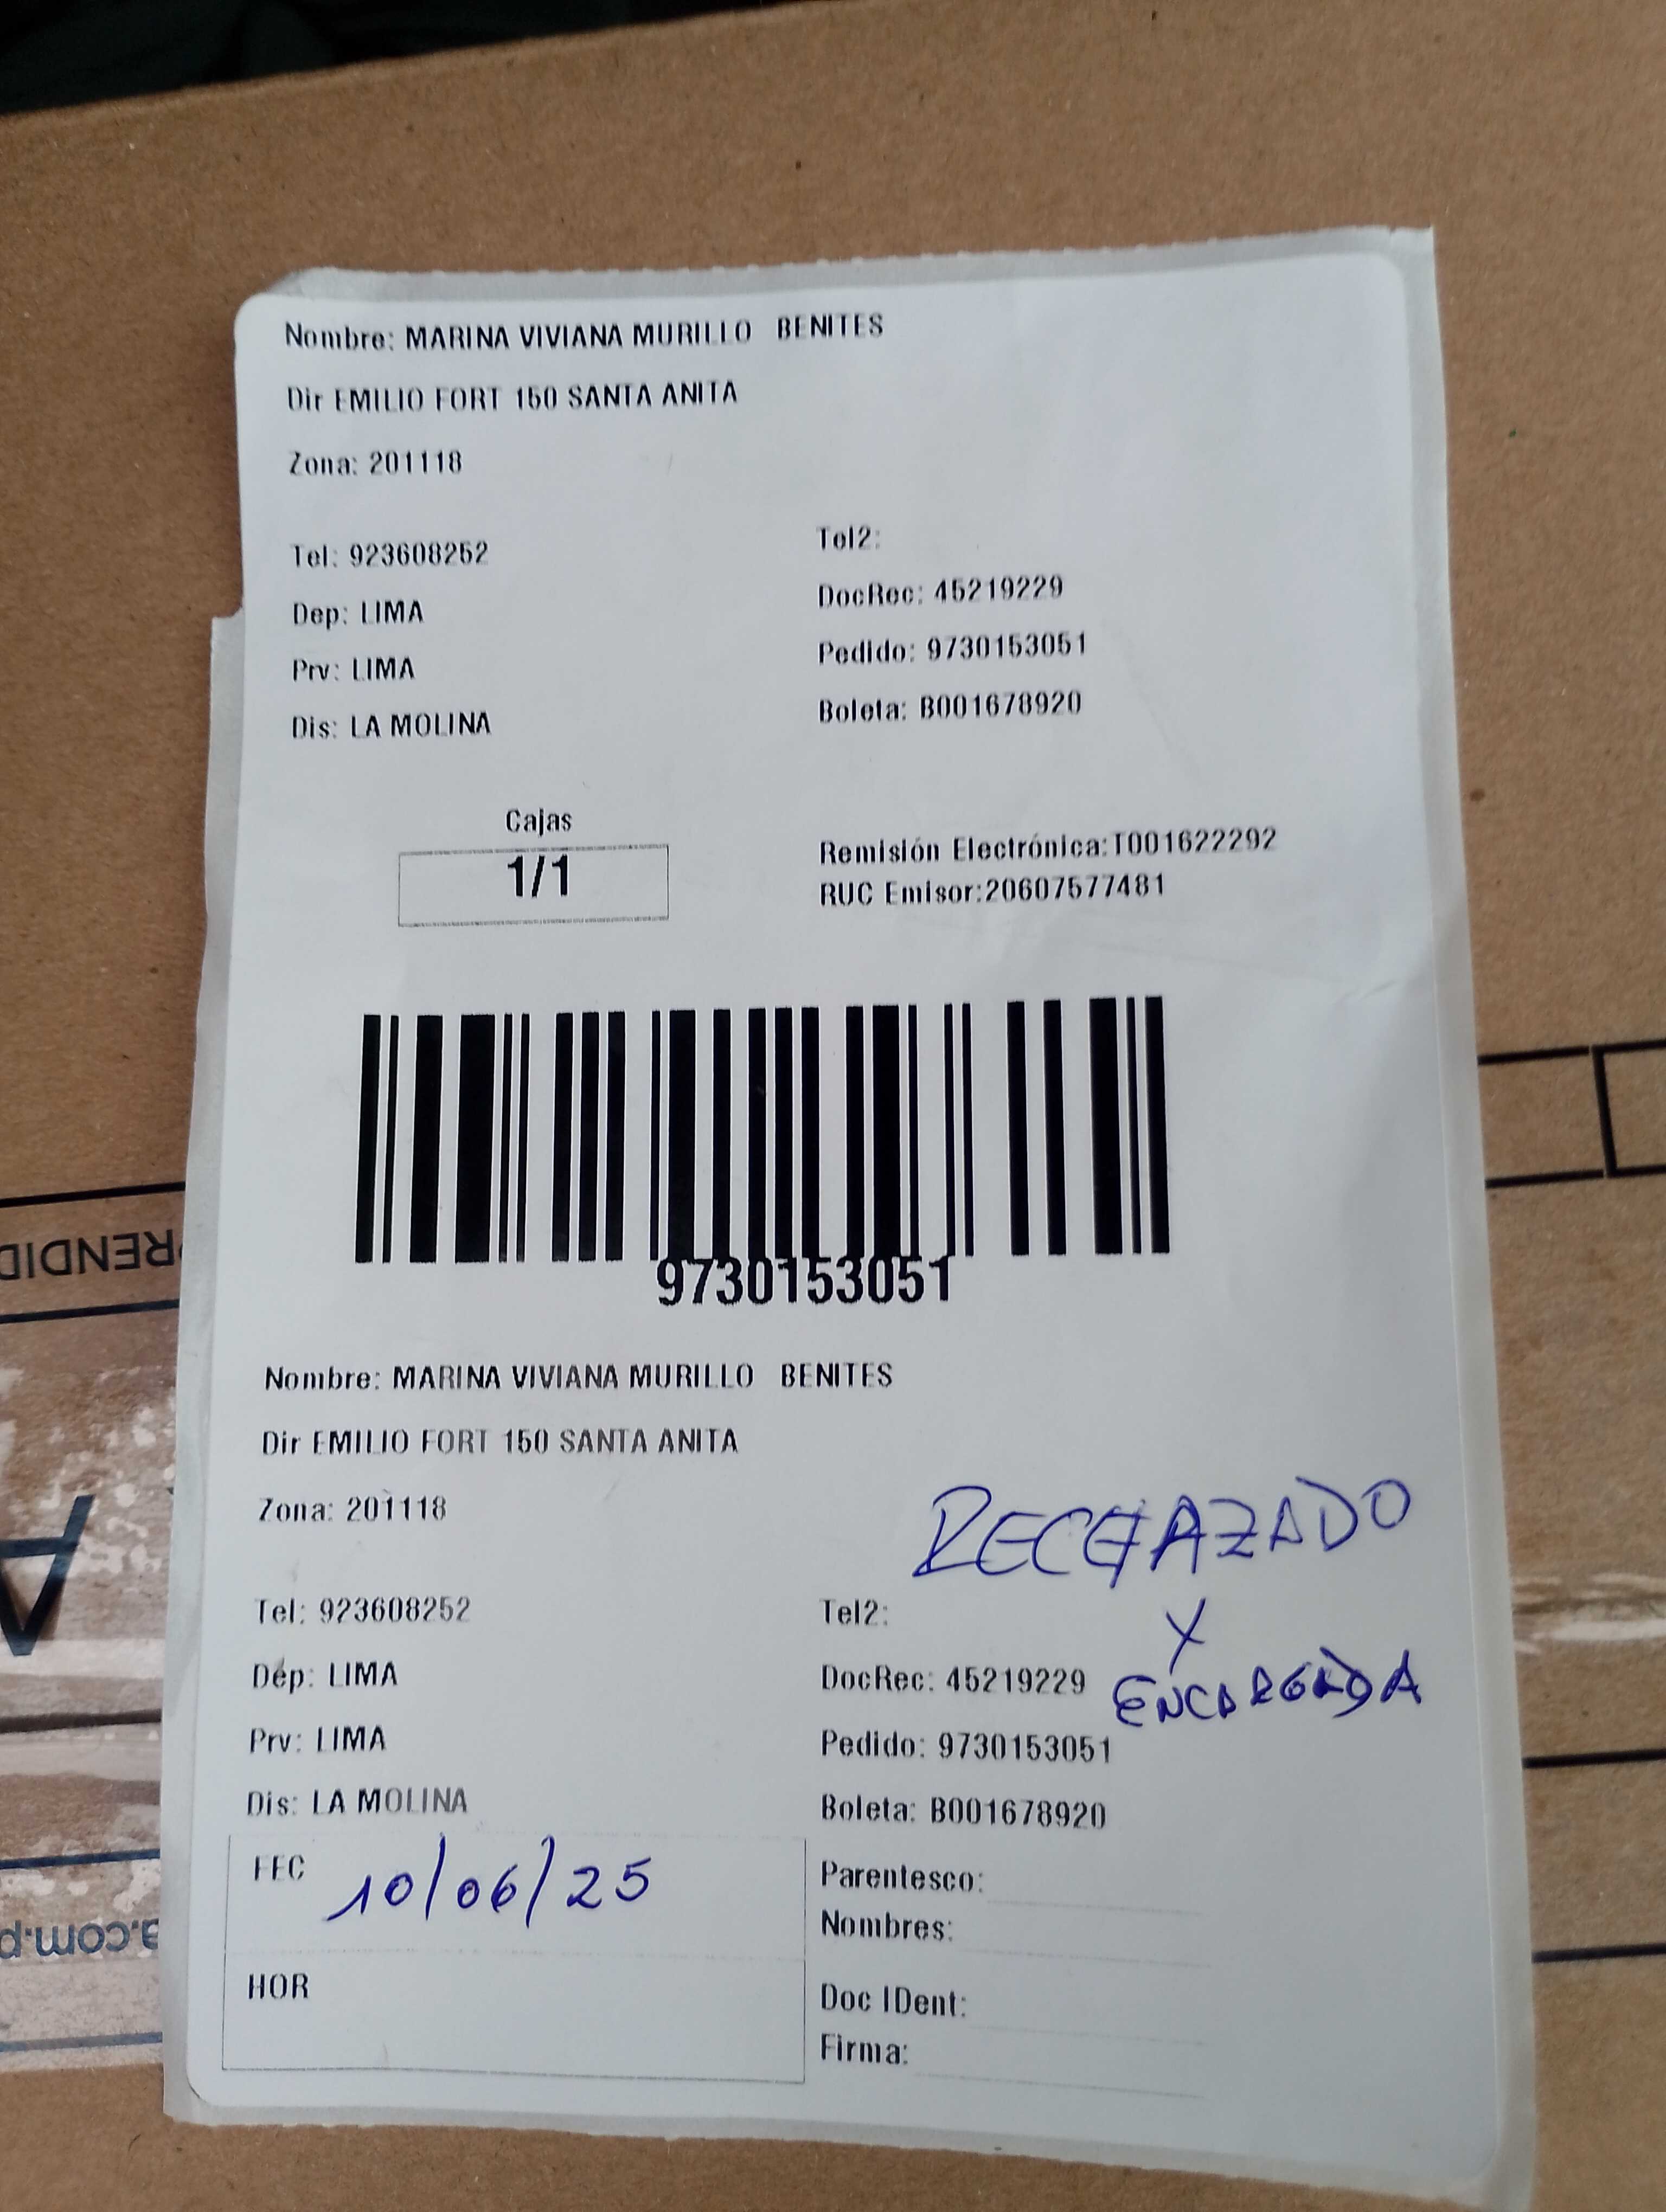 Nombre: MARINA VIVIANA MURILLO BENITES
Dir EMILIO FORT 150 SANTA ANITA
Zona: 201118
Tel: 923608252
Tel2:
Dep: LIMA
DocRec: 45219229
Prv: LIMA
Pedido: 9730153051
Dis: LA MOLINA
Boleta: B001678920
Cajas
1/1
Remisión Electrónica:T001622292
RUC Emisor:20607577481
9730153051
Nombre: MARINA VIVIANA MURILLO BENITES
Dir EMILIO FORT 150 SANTA ANITA
Zona: 201118
RECHAZADO
X
ENCARGADA
Tel: 923608252
Tel2:
Dep: LIMA
DocRec: 45219229
Prv: LIMA
Pedido: 9730153051
Dis: LA MOLINA
Boleta: B001678920
FEC 10/06/25
HOR
Parentesco:
Nombres:
Doc IDent:
Firma:
RENDID
a.com.p